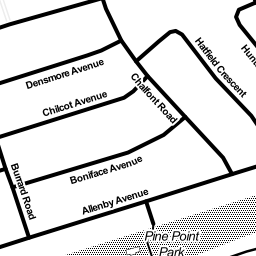 Hatfield Crescent
Densmore Avenue
Chalfont Road
Chilcot Avenue
Boniface Avenue
Burrard Road
Allenby Avenue
Pine Point
Park